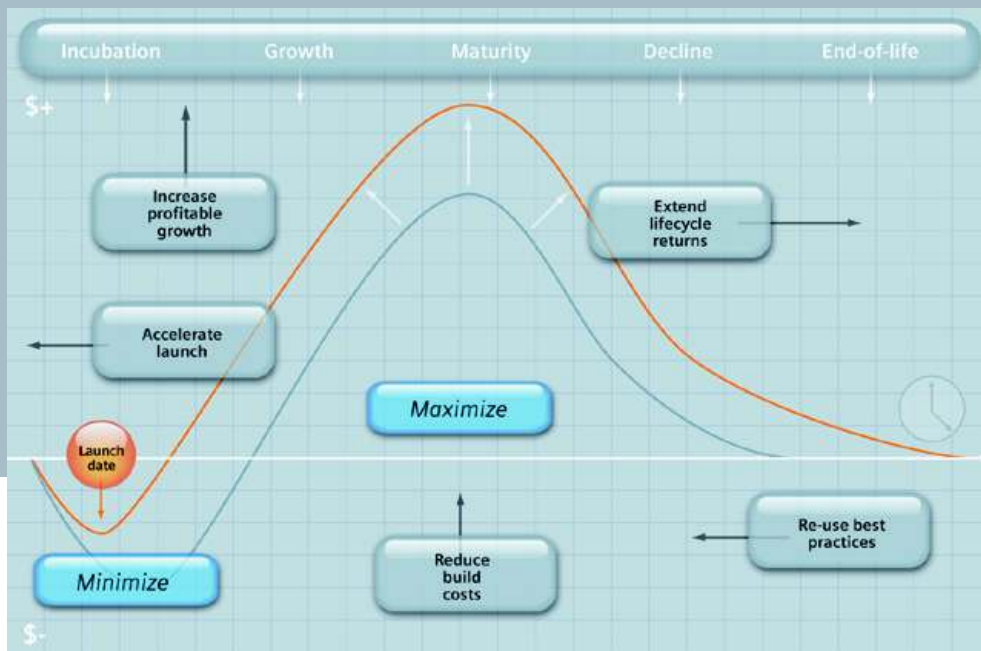 Incubation Growth Maturity Decline End-of-life
$+
Increase
profitable
growth
Extend
lifecycle
returns
Accelerate
launch
Maximize
Launch
date
Re-use best
practices
Reduce
build
costs
Minimize
$-